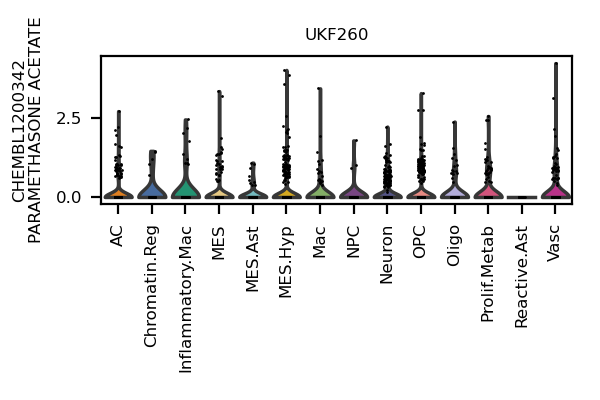 UKF260
CHEMBL1200342
PARAMETHASONE ACETATE
2.5
0.0
AC
Chromatin.Reg
Inflammatory.Mac
MES
MES.Ast
MES.Hyp
Mac
NPC
Neuron
OPC
Oligo
Prolif.Metab
Reactive.Ast
Vasc